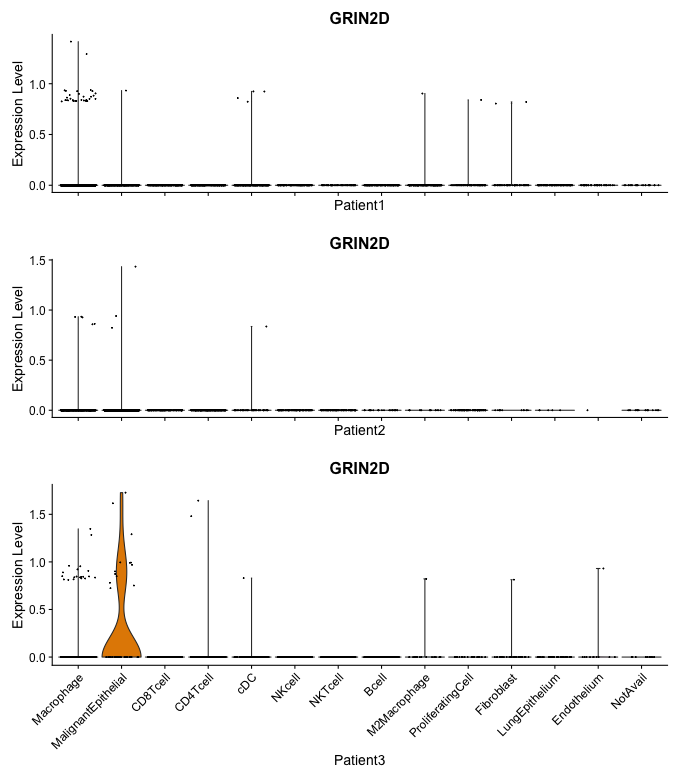 GRIN2D
Expression Level
1.0
0.5
0.0
Patient1
GRIN2D
Expression Level
1.5
1.0
0.5
0.0
Patient2
GRIN2D
Expression Level
1.5
1.0
0.5
0.0
Macrophage
MalignantEpithelial
CD8Tcell
CD4Tcell
cDC
NKcell
NKTcell
Bcell
M2Macrophage
ProliferatingCell
Fibroblast
LungEpithelium
Endothelium
NotAvail
Patient3